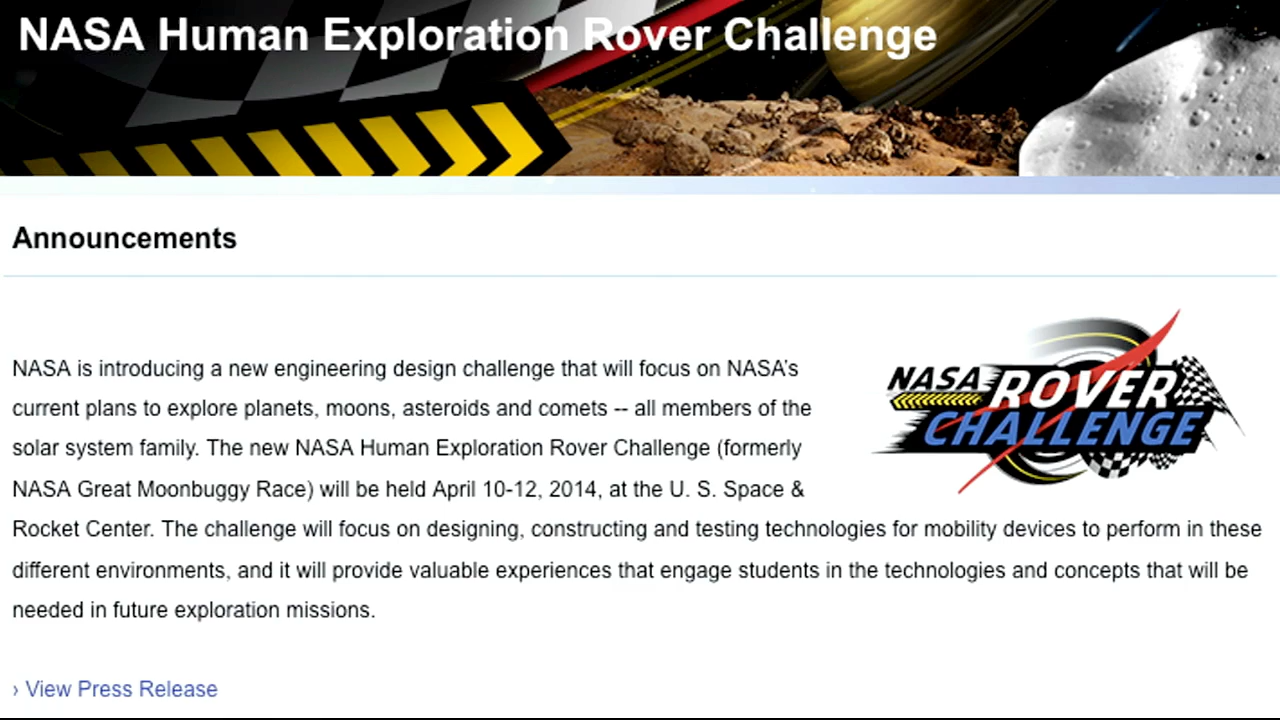 NASA Human Exploration Rover Challenge
Announcements
NASA ROVER
CHALLENGE
NASA is introducing a new engineering design challenge that will focus on NASA's
current plans to explore planets, moons, asteroids and comets -- all members of the
solar system family. The new NASA Human Exploration Rover Challenge (formerly
NASA Great Moonbuggy Race) will be held April 10-12, 2014, at the U. S. Space &
Rocket Center. The challenge will focus on designing, constructing and testing technologies for mobility devices to perform in these
different environments, and it will provide valuable experiences that engage students in the technologies and concepts that will be
needed in future exploration missions.
› View Press Release